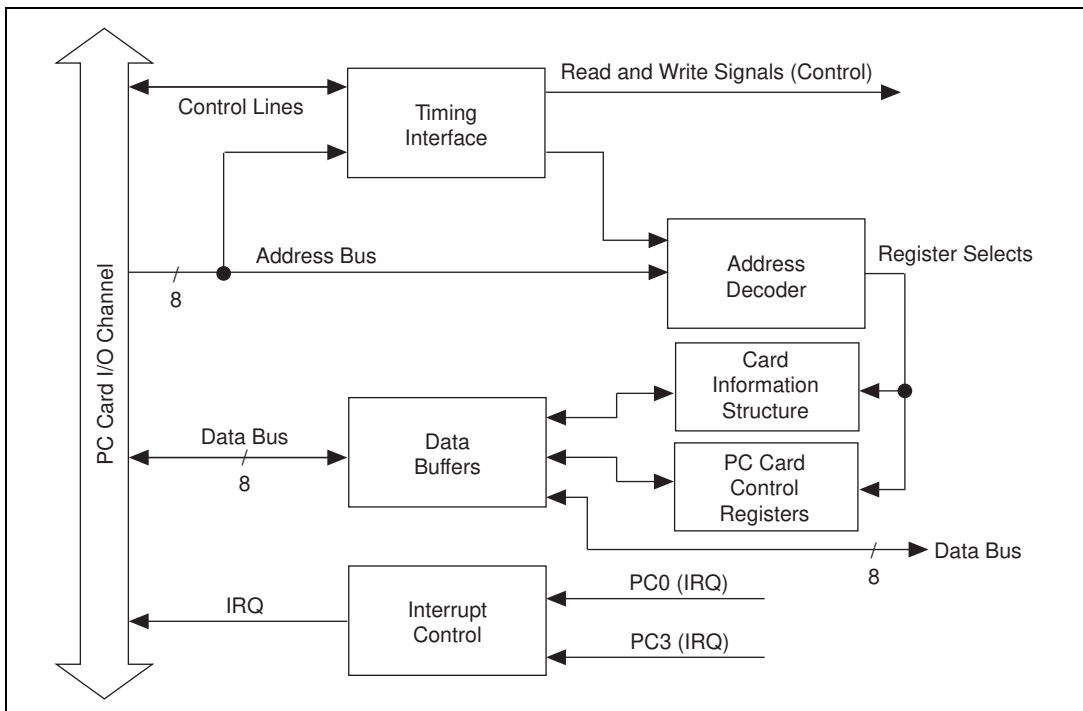 PC Card I/O Channel
Control Lines
Timing
Interface
Read and Write Signals (Control)
Address Bus
8
Address
Decoder
Register Selects
Card
Information
Structure
Data Bus
8
Data
Buffers
PC Card
Control
Registers
8
Data Bus
IRQ
Interrupt
Control
PC0 (IRQ)
PC3 (IRQ)